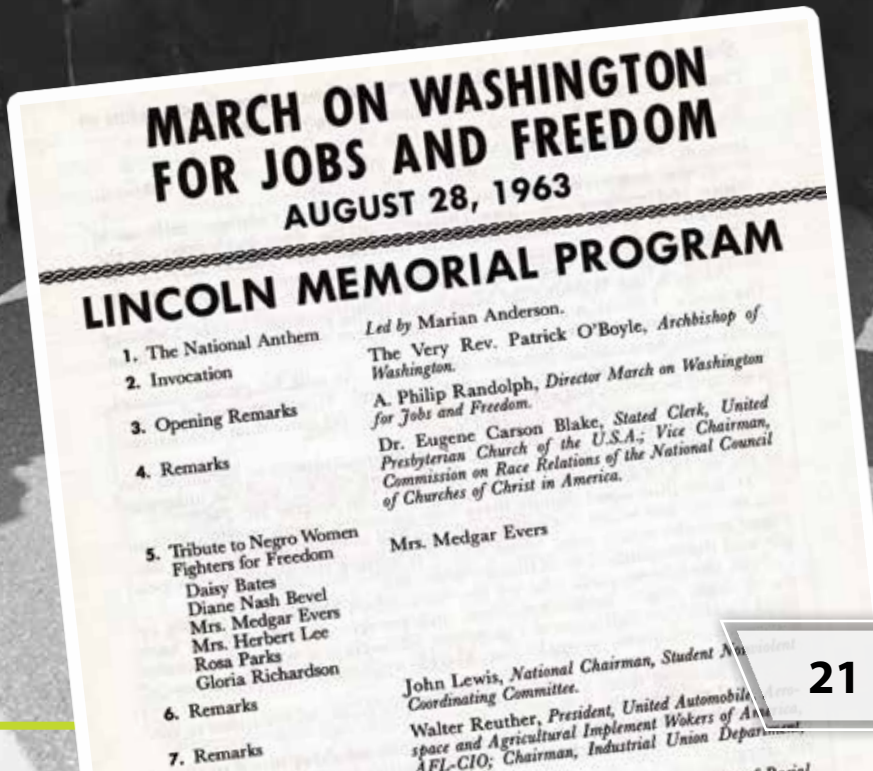 MARCH ON WASHINGTON
FOR JOBS AND FREEDOM
AUGUST 28, 1963
LINCOLN MEMORIAL PROGRAM
1. The National Anthem Led by Marian Anderson.
2. Invocation The Very Rev. Patrick O'Boyle, Archbishop of
Washington.
3. Opening Remarks A. Philip Randolph, Director March on Washington
for Jobs and Freedom.
4. Remarks Dr. Eugene Carson Blake, Stated Clerk, United
Presbyterian Church of the U.S.A.; Vice Chairman,
Commission on Race Relations of the National Council
of Churches of Christ in America.
5. Tribute to Negro Women Mrs. Medgar Evers
Fighters for Freedom
Daisy Bates
Diane Nash Bevel
Mrs. Medgar Evers
Mrs. Herbert Lee
Rosa Parks
Gloria Richardson
6. Remarks John Lewis, National Chairman, Student
Coordinating Committee.
7. Remarks Walter Reuther, President, United Automobile,
space and Agricultural Implement Wokers of America,
AFL-CIO; Chairman, Industrial Union Department,
21